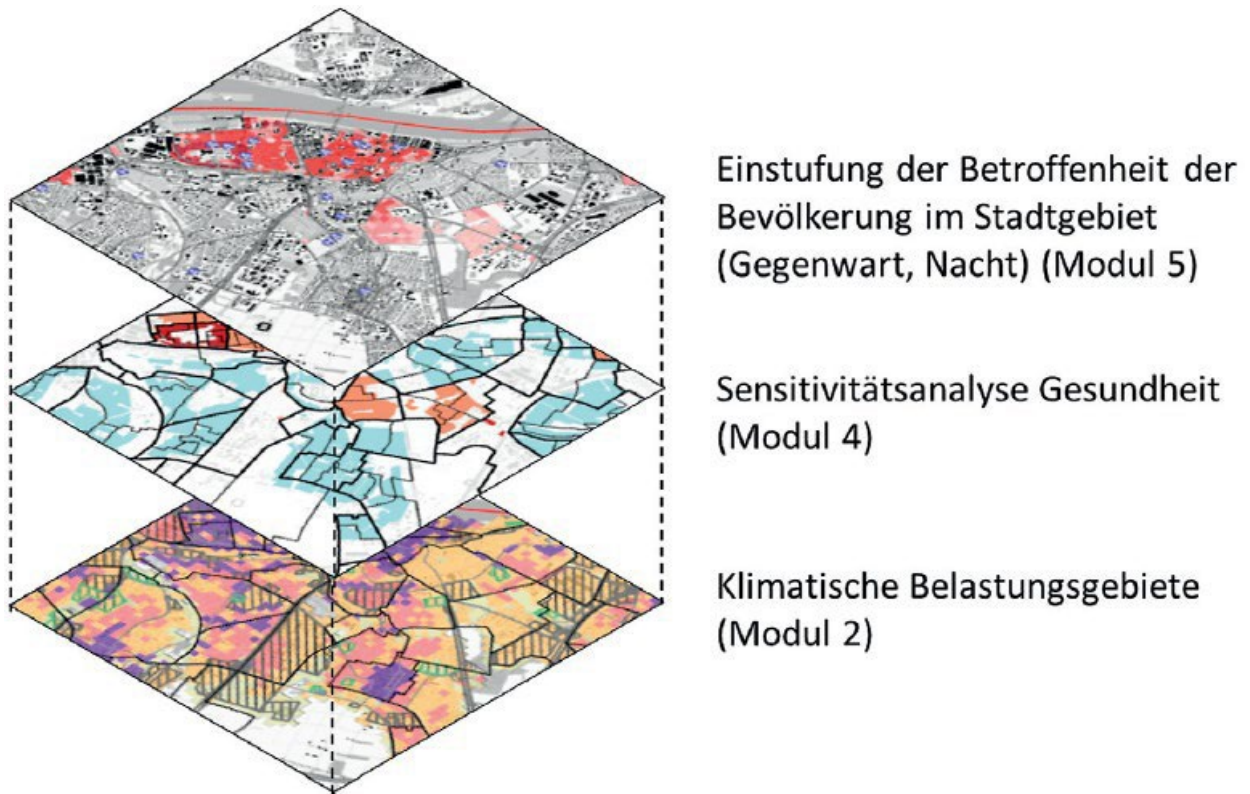 Einstufung der Betroffenheit der
Bevölkerung im Stadtgebiet
(Gegenwart, Nacht) (Modul 5)
Sensitivitätsanalyse Gesundheit
(Modul 4)
Klimatische Belastungsgebiete
(Modul 2)